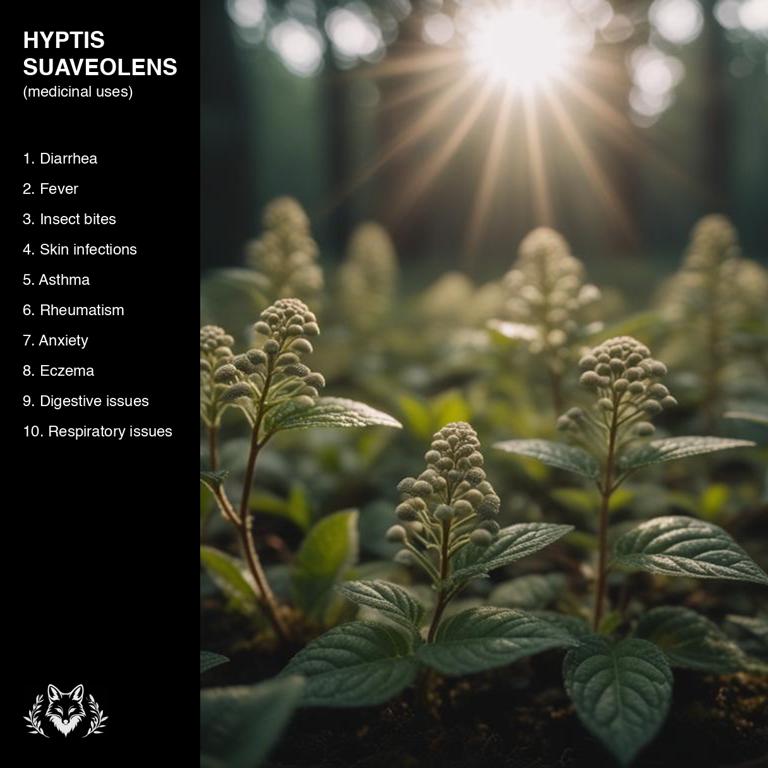 HYPTIS
SUAVEOLENS
(medicinal uses)
1. Diarrhea
2. Fever
3. Insect bites
4. Skin infections
5. Asthma
6. Rheumatism
7. Anxiety
8. Eczema
9. Digestive issues
10. Respiratory issues